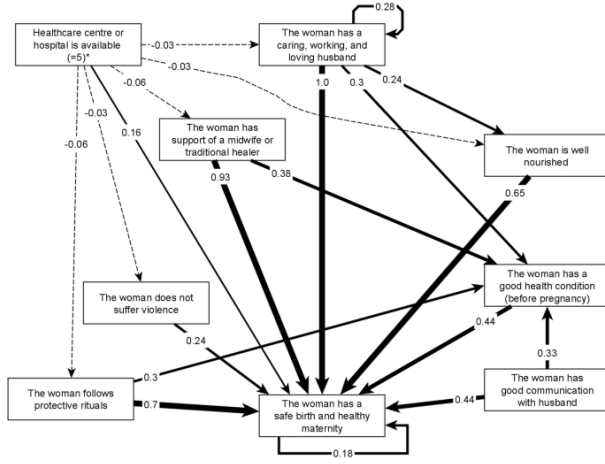 0.28
Healthcare centre or
hospital is available
(=5)*
-0.03
The woman has a
caring, working, and
loving husband
-0.03
0.24
-0.06
1.0
0.3
-0.03
0.16
The woman has
support of a midwife or
traditional healer
The woman is well
nourished
-0.06
0.93
0.38
0.65
The woman has a
good health condition
(before pregnancy)
The woman does not
suffer violence
0.44
0.24
0.33
0.3
The woman follows
protective rituals
0.7
The woman has a
safe birth and healthy
maternity
0.44
The woman has
good communication
with husband
0.18